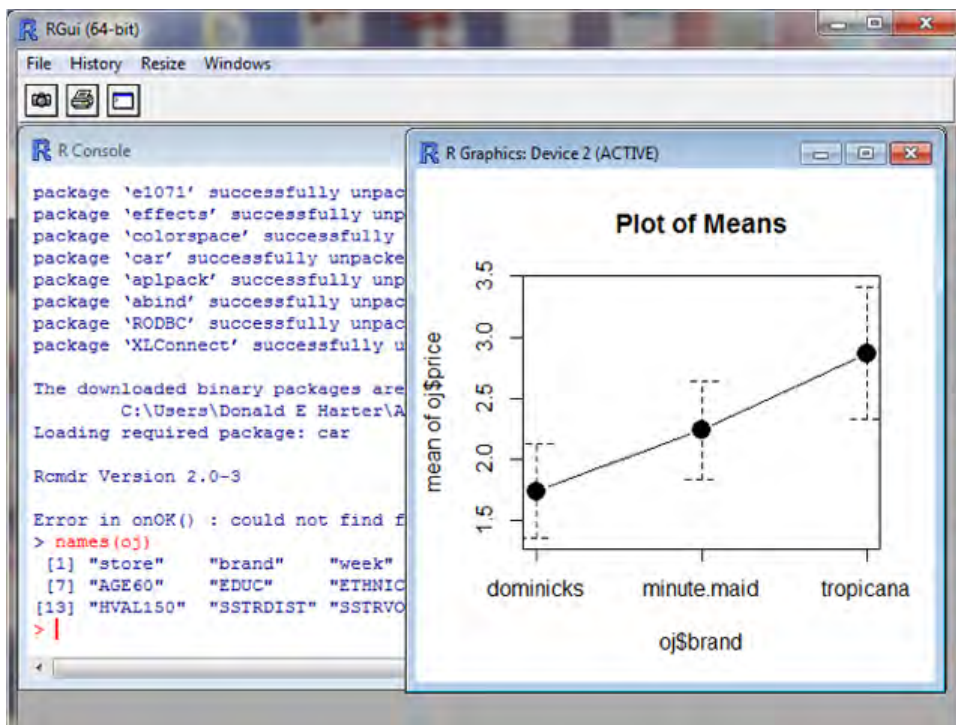 RGui (64-bit)
File History Resize Windows
R Console
package 'e1071' successfully unpac
package 'effects' successfully unp
package 'colorspace' successfully
package 'car' successfully unpacke
package 'aplpack' successfully unp
package 'abind' successfully unpac
package 'RODBC' successfully unpac
package 'XLConnect' successfully u
The downloaded binary packages are
C:\Users\Donald E Harter\A
Loading required package: car
Rcmdr Version 2.0-3
Error in onOK() : could not find f
> names(oj)
[1] "store" "brand" "week"
[7] "AGE60" "EDUC" "ETHNIC
[13] "HVAL150" "SSTRDIST" "SSTRVO
>
R Graphics: Device 2 (ACTIVE)
Plot of Means
mean of oj$price
3.5
3.0
2.5
2.0
1.5
dominicks minute.maid tropicana
oj$brand